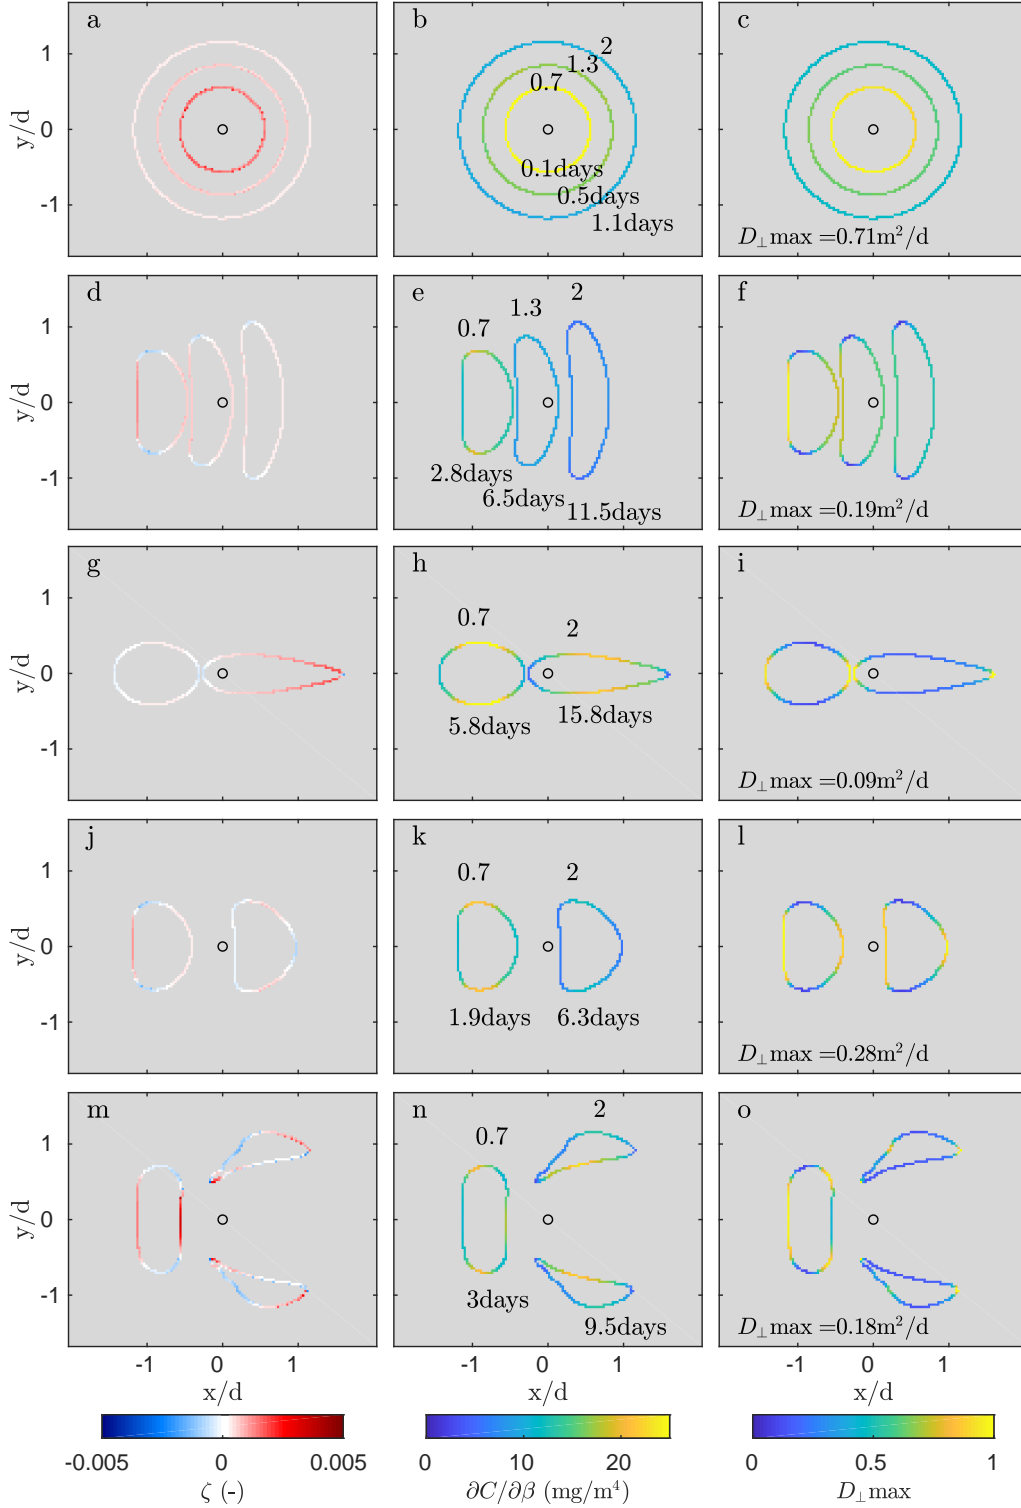 a
b
c
1
0
-1
y/d
2
1.3
0.7
0.1days
0.5days
1.1days
D⊥max =0.71m²/d
d
e
f
1
0
-1
y/d
0.7
1.3
2
2.8days
6.5days
11.5days
D⊥max =0.19m²/d
g
h
i
1
0
-1
y/d
0.7
2
5.8days
15.8days
D⊥max =0.09m²/d
j
k
l
1
0
-1
y/d
0.7
2
1.9days
6.3days
D⊥max =0.28m²/d
m
n
o
1
0
-1
y/d
0.7
2
3days
9.5days
D⊥max =0.18m²/d
-1 0 1
-1 0 1
-1 0 1
x/d
x/d
x/d
-0.005 0 0.005
ζ (-)
0 10 20
∂C/∂β (mg/m⁴)
0 0.5 1
D⊥max